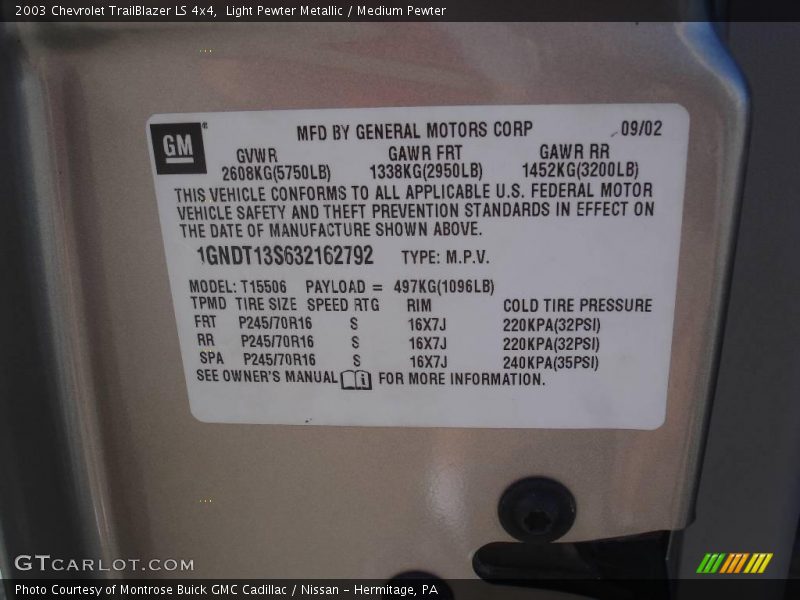 2003 Chevrolet TrailBlazer LS 4x4,  Light Pewter Metallic / Medium Pewter
GM®
MFD BY GENERAL MOTORS CORP 09/02
GVWR GAWR FRT GAWR RR
2608KG(5750LB) 1338KG(2950LB) 1452KG(3200LB)
THIS VEHICLE CONFORMS TO ALL APPLICABLE U.S. FEDERAL MOTOR
VEHICLE SAFETY AND THEFT PREVENTION STANDARDS IN EFFECT ON
THE DATE OF MANUFACTURE SHOWN ABOVE.
1GNDT13S632162792 TYPE: M.P.V.
MODEL: T15506 PAYLOAD = 497KG(1096LB)
TPMD TIRE SIZE SPEED RTG RIM COLD TIRE PRESSURE
FRT P245/70R16 S 16X7J 220KPA(32PSI)
RR P245/70R16 S 16X7J 220KPA(32PSI)
SPA P245/70R16 S 16X7J 240KPA(35PSI)
SEE OWNER'S MANUAL FOR MORE INFORMATION.
GTCARLOT.COM
Photo Courtesy of Montrose Buick GMC Cadillac / Nissan - Hermitage, PA